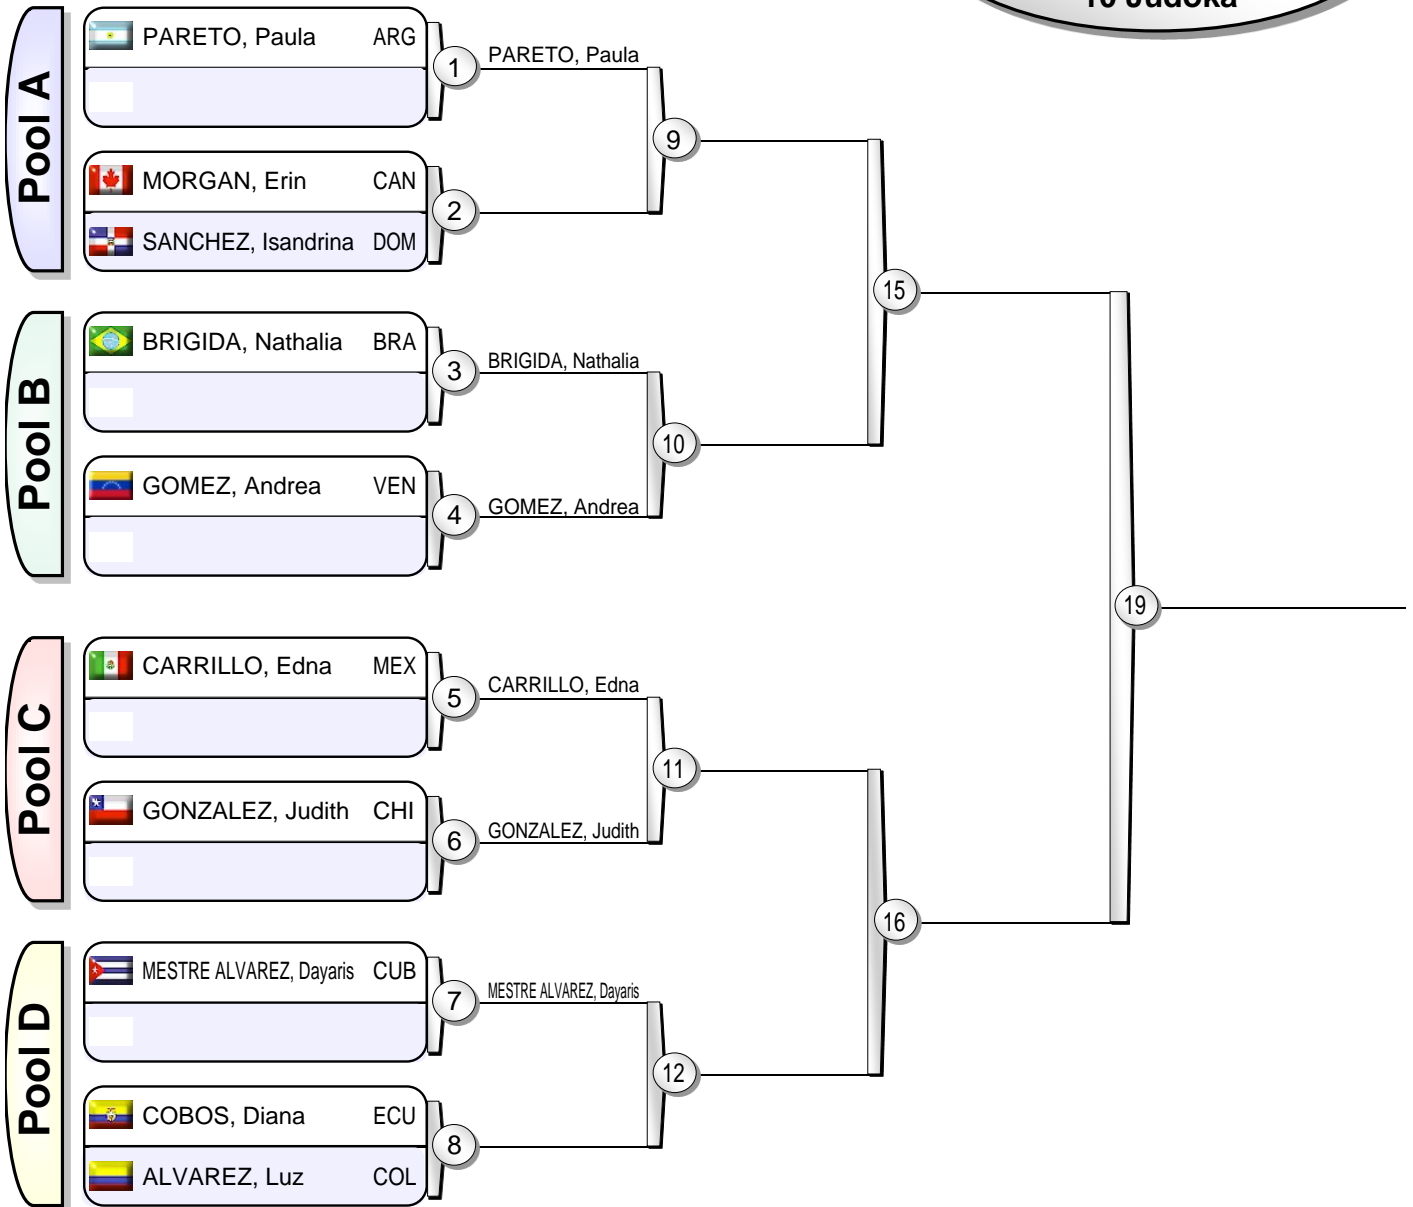 10 Judoka
Pool A
PARETO, Paula ARG
1
PARETO, Paula
9
MORGAN, Erin CAN
2
SANCHEZ, Isandrina DOM
15
Pool B
BRIGIDA, Nathalia BRA
3
BRIGIDA, Nathalia
10
GOMEZ, Andrea VEN
4
GOMEZ, Andrea
19
Pool C
CARRILLO, Edna MEX
5
CARRILLO, Edna
11
GONZALEZ, Judith CHI
6
GONZALEZ, Judith
16
Pool D
MESTRE ALVAREZ, Dayaris CUB
7
MESTRE ALVAREZ, Dayaris
12
COBOS, Diana ECU
8
ALVAREZ, Luz COL